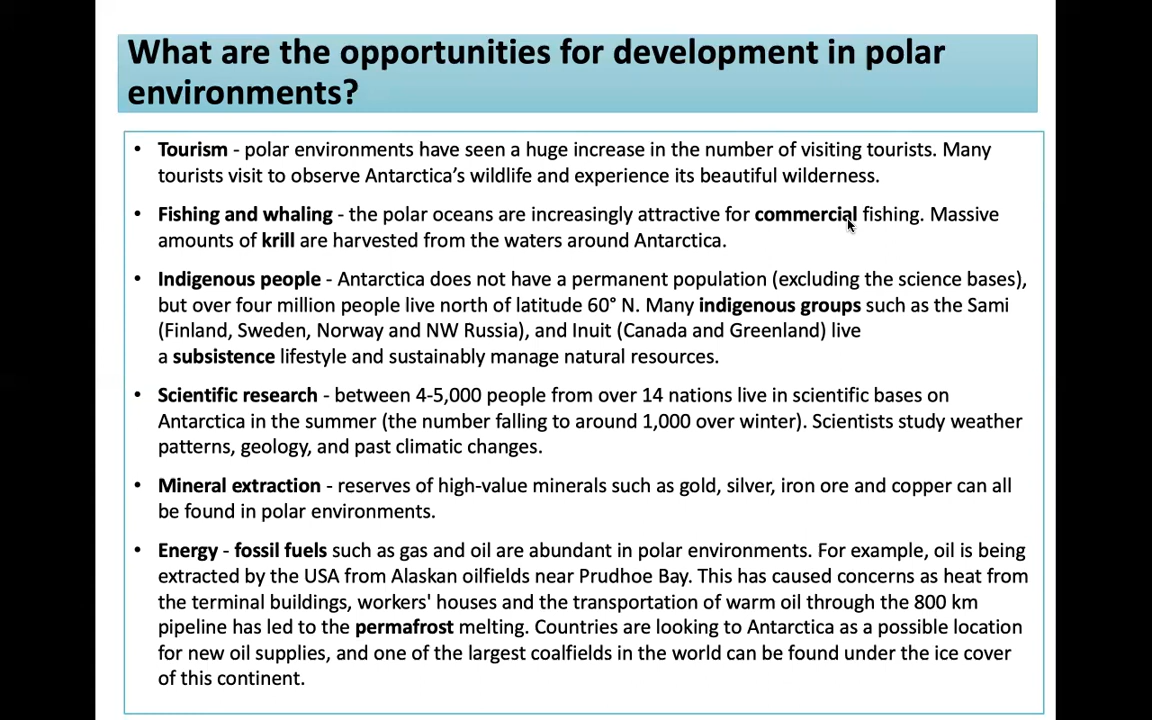 What are the opportunities for development in polar
environments?
• Tourism - polar environments have seen a huge increase in the number of visiting tourists. Many
tourists visit to observe Antarctica's wildlife and experience its beautiful wilderness.
• Fishing and whaling - the polar oceans are increasingly attractive for commercial fishing. Massive
amounts of krill are harvested from the waters around Antarctica.
• Indigenous people - Antarctica does not have a permanent population (excluding the science bases),
but over four million people live north of latitude 60° N. Many indigenous groups such as the Sami
(Finland, Sweden, Norway and NW Russia), and Inuit (Canada and Greenland) live
a subsistence lifestyle and sustainably manage natural resources.
• Scientific research - between 4-5,000 people from over 14 nations live in scientific bases on
Antarctica in the summer (the number falling to around 1,000 over winter). Scientists study weather
patterns, geology, and past climatic changes.
• Mineral extraction - reserves of high-value minerals such as gold, silver, iron ore and copper can all
be found in polar environments.
• Energy - fossil fuels such as gas and oil are abundant in polar environments. For example, oil is being
extracted by the USA from Alaskan oilfields near Prudhoe Bay. This has caused concerns as heat from
the terminal buildings, workers' houses and the transportation of warm oil through the 800 km
pipeline has led to the permafrost melting. Countries are looking to Antarctica as a possible location
for new oil supplies, and one of the largest coalfields in the world can be found under the ice cover
of this continent.